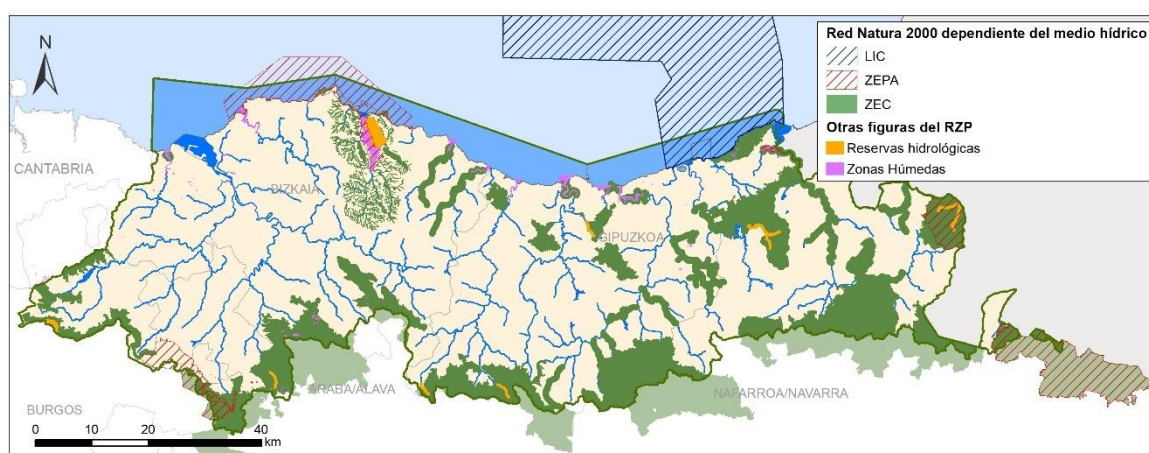 N
Red Natura 2000 dependiente del medio hídrico
LIC
ZEPA
ZEC
Otras figuras del RZP
Reservas hidrológicas
Zonas Húmedas
CANTABRIA
BIZKAIA
GIPUZKOA
ARABA/ALAVA
NAFARROA/NAVARRA
BURGOS
0 20 40
km